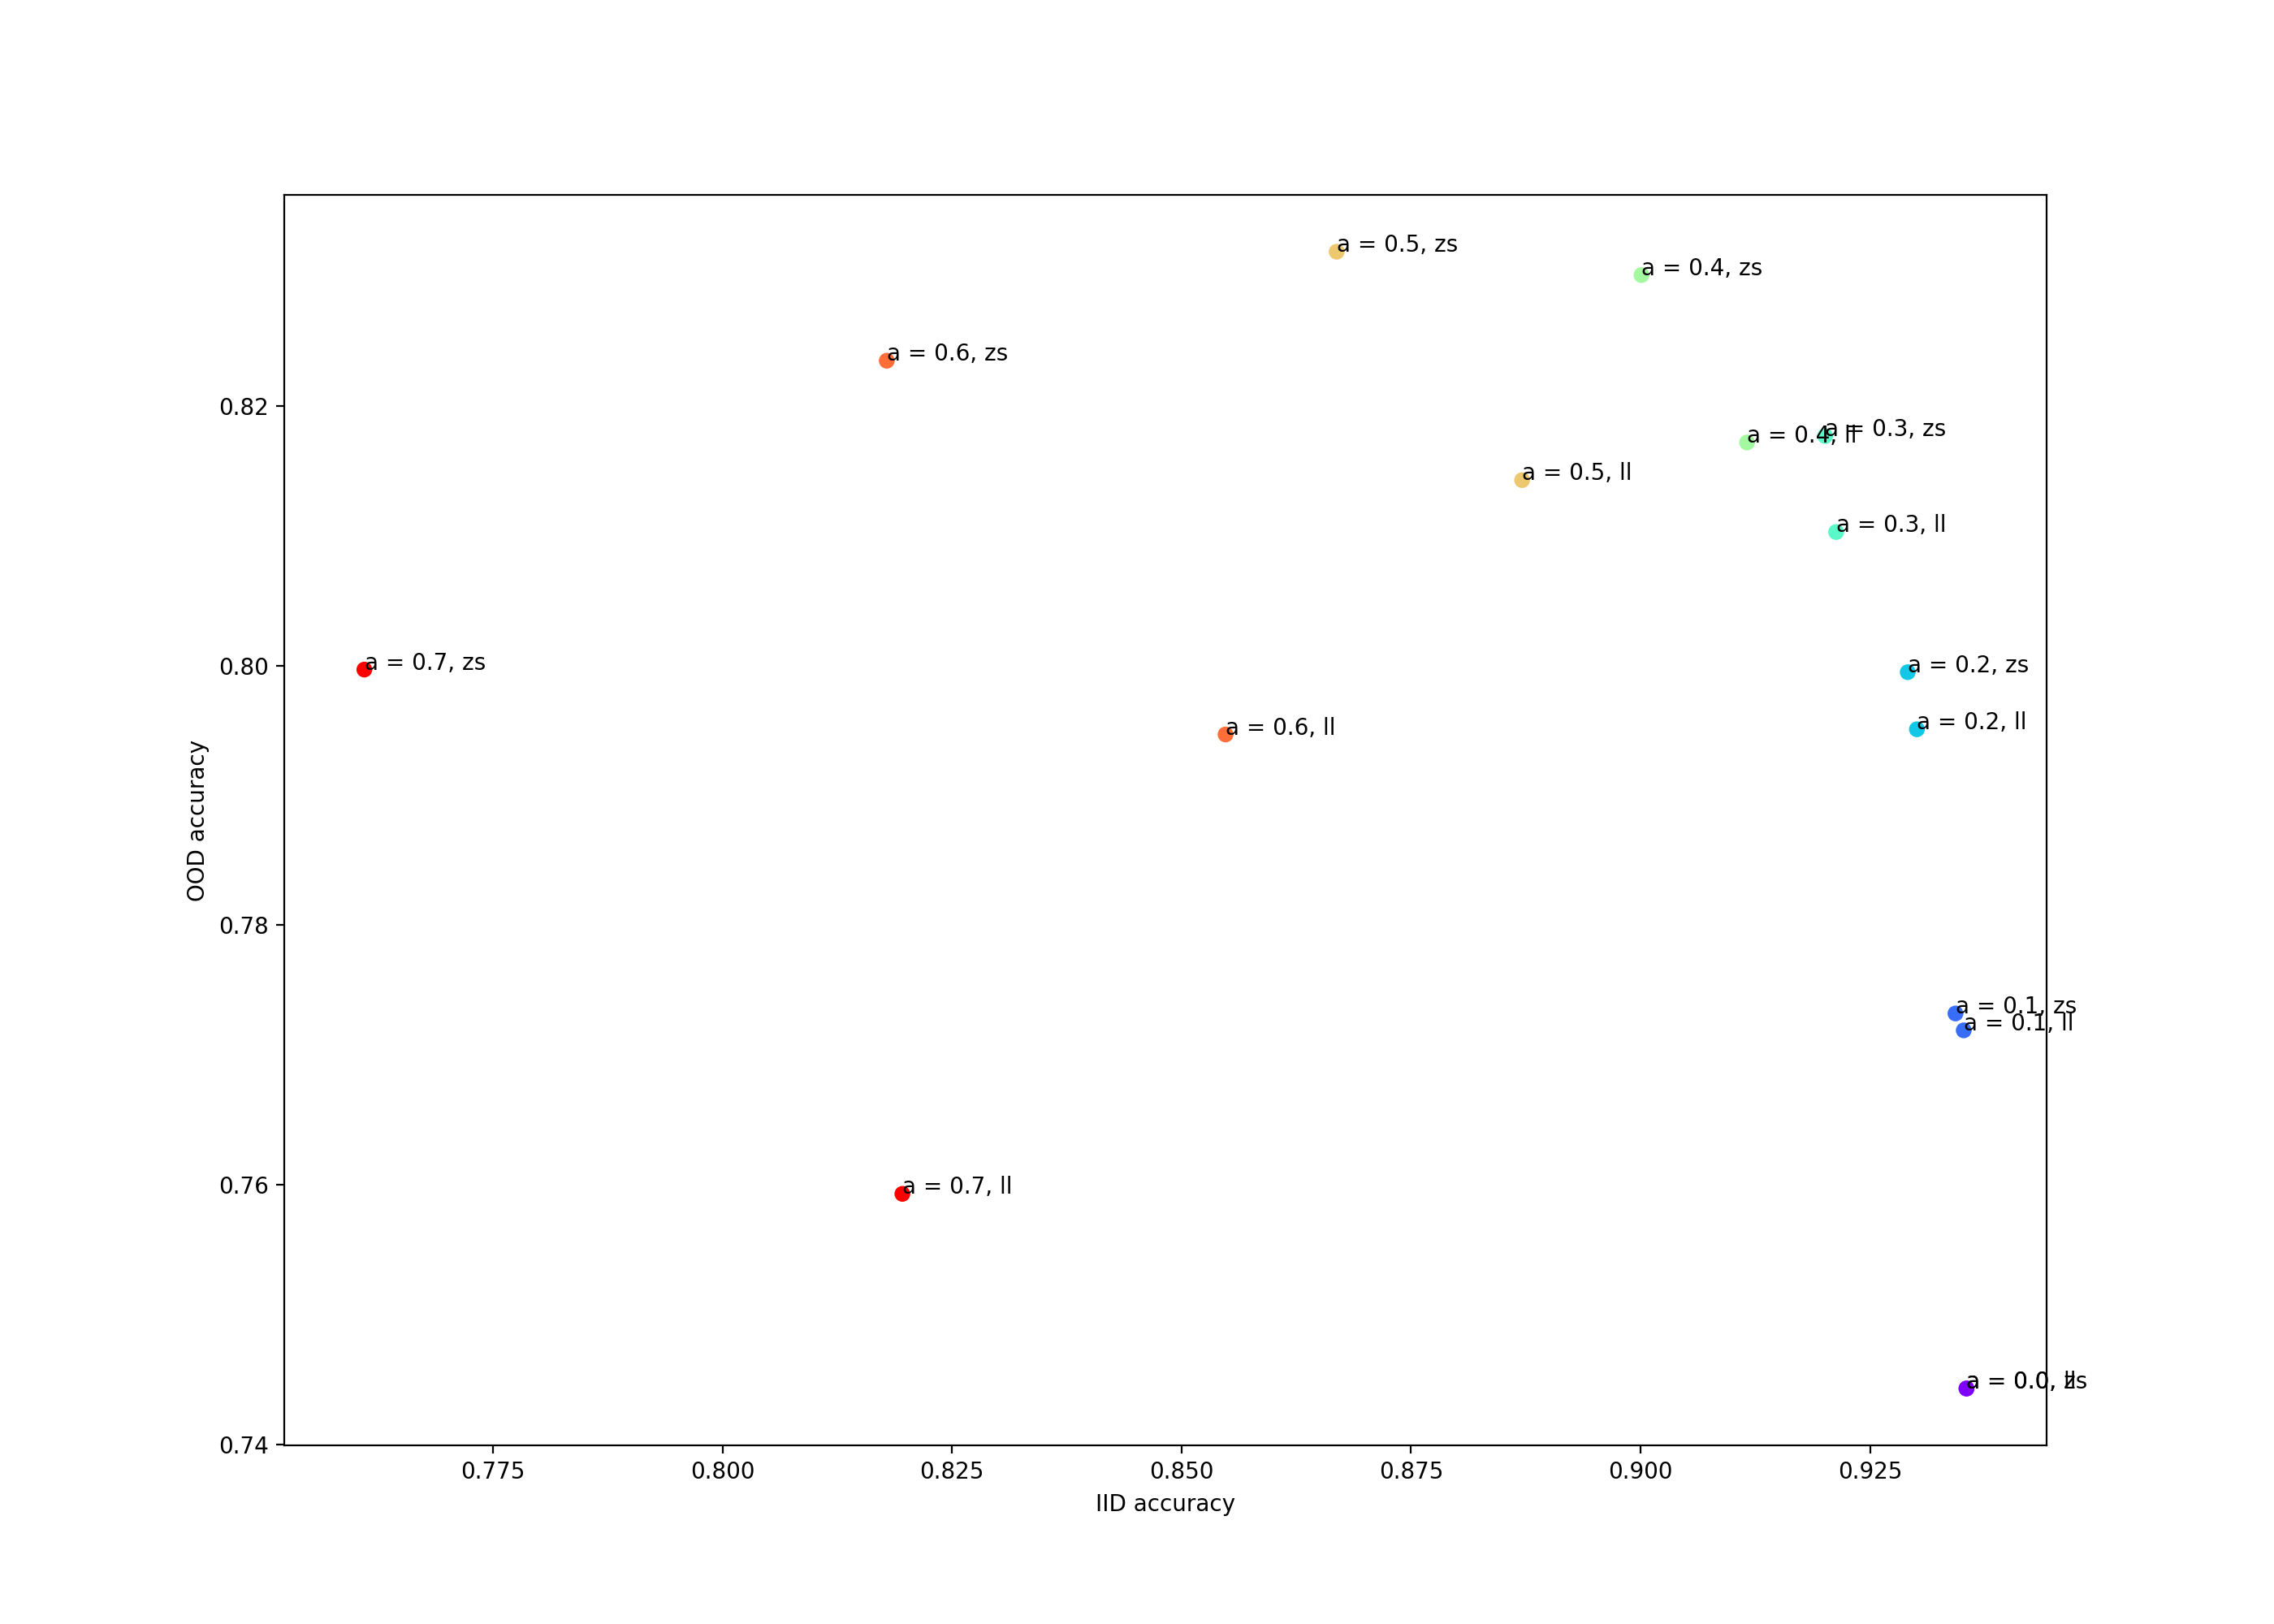 a = 0.5, zs
a = 0.4, zs
a = 0.6, zs
0.82
a = 0.3, zs
a = 0.4, ll
a = 0.5, ll
a = 0.3, ll
a = 0.7, zs
0.80
a = 0.2, zs
a = 0.2, ll
a = 0.6, ll
OOD accuracy
0.78
a = 0.1, zs
a = 0.1, ll
0.76
a = 0.7, ll
a = 0.0, zs
a = 0.0, ll
0.74
0.775 0.800 0.825 0.850 0.875 0.900 0.925
IID accuracy